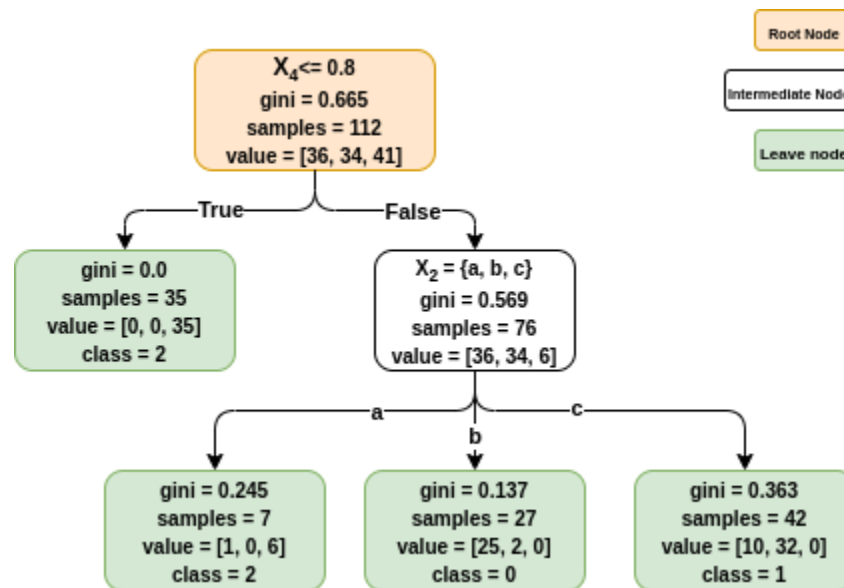 Root Node
X4<= 0.8
gini = 0.665
samples = 112
value = [36, 34, 41]
Intermediate Node
Leave node
True
False
gini = 0.0
samples = 35
value = [0, 0, 35]
class = 2
X2 = {a, b, c}
gini = 0.569
samples = 76
value = [36, 34, 6]
a
b
c
gini = 0.245
samples = 7
value = [1, 0, 6]
class = 2
gini = 0.137
samples = 27
value = [25, 2, 0]
class = 0
gini = 0.363
samples = 42
value = [10, 32, 0]
class = 1